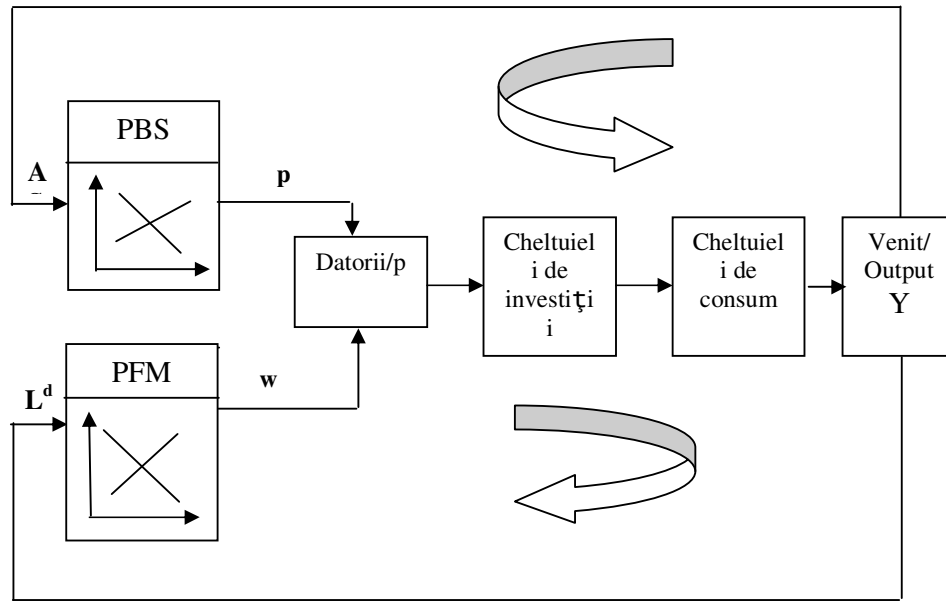 PBS
A
p
Datorii/p
Cheltuiel
i de
investiţi
i
Cheltuiel
i de
consum
Venit/
Output
Y
PFM
L^d
w